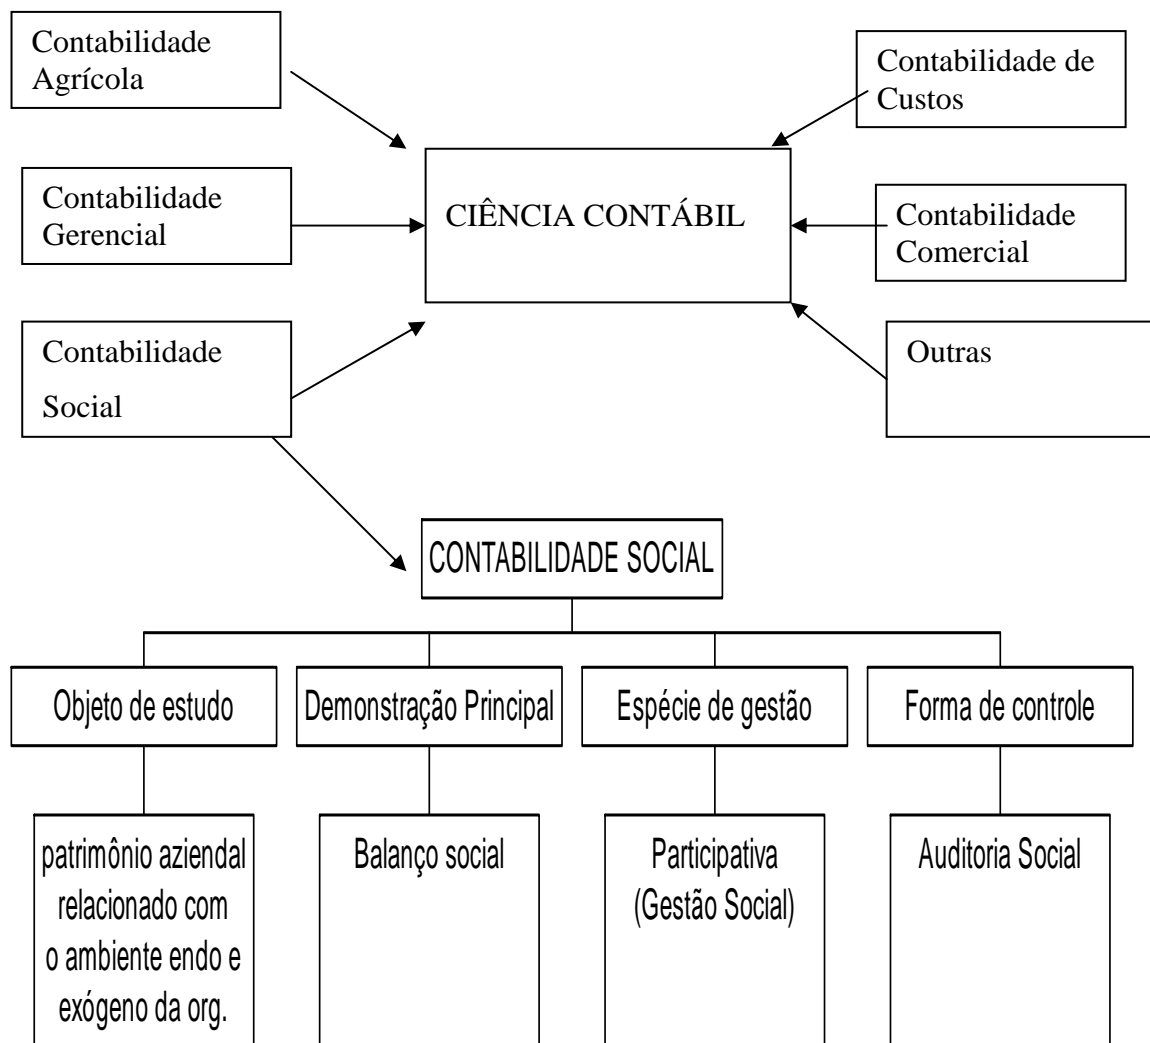 Contabilidade
Agrícola
Contabilidade de
Custos
Contabilidade
Gerencial
CIÊNCIA CONTÁBIL
Contabilidade
Comercial
Contabilidade
Social
Outras
CONTABILIDADE SOCIAL
Objeto de estudo
Demonstração Principal
Espécie de gestão
Forma de controle
patrimônio aziendal
relacionado com
o ambiente endo e
exógeno da org.
Balanço social
Participativa
(Gestão Social)
Auditoria Social